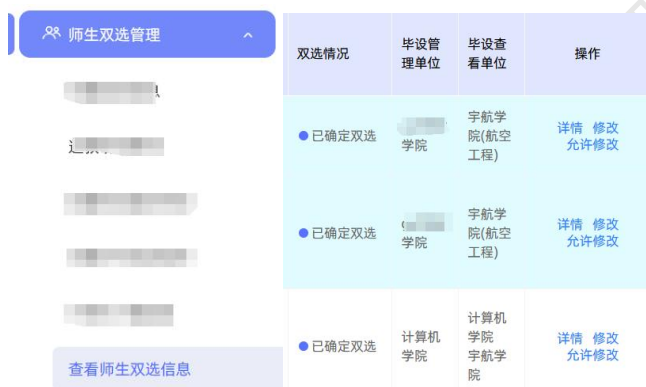 师生双选管理
查看师生双选信息
双选情况
毕设管
理单位
毕设查
看单位
操作
已确定双选
学院
宇航学
院(航空
工程)
详情 修改
允许修改
已确定双选
学院
宇航学
院(航空
工程)
详情 修改
允许修改
已确定双选
计算机
学院
计算机
学院
宇航学
院
详情 修改
允许修改